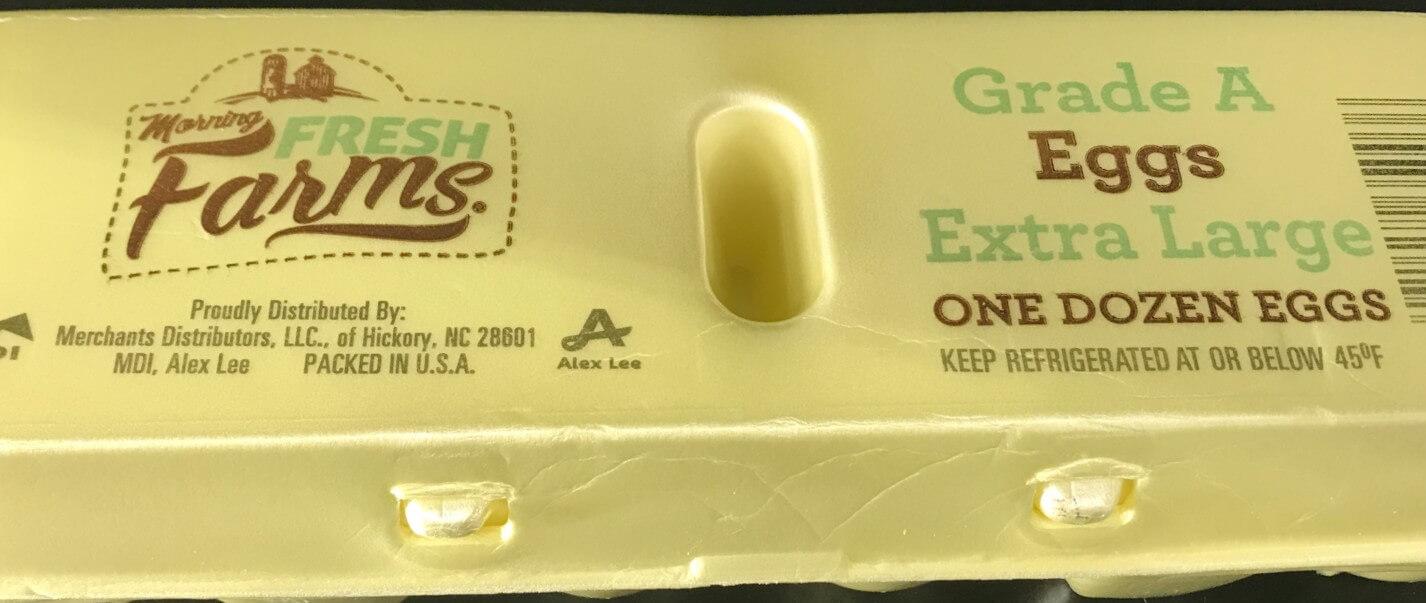 Morning FRESH
Farms.
Proudly Distributed By:
Merchants Distributors, LLC., of Hickory, NC 28601
MDI, Alex Lee PACKED IN U.S.A.
Alex Lee
Grade A
Eggs
Extra Large
ONE DOZEN EGGS
KEEP REFRIGERATED AT OR BELOW 45⁰F